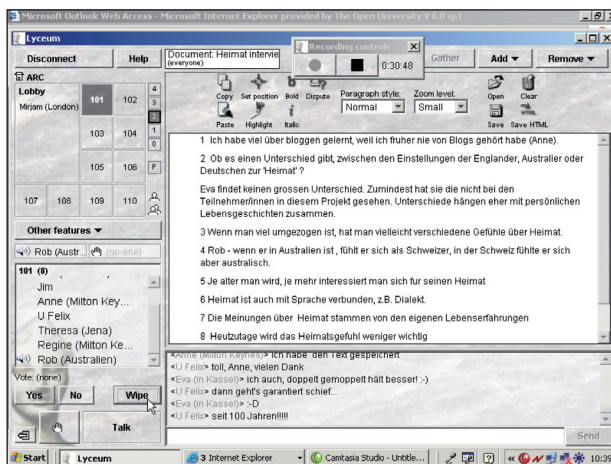 Microsoft Outlook Web Access - Microsoft Internet Explorer provided by The Open University V 6.0 sp1
Lyceum
Recording controls
0:30:48
Disconnect
Help
Document: Heimat intervie
(everyone)
Gather
Add
Remove
ARC
Lobby
Mirjam (London)
101
102
103
104
105
106
107
108
109
110
4
3
2
1
0
P
Copy
Set position
Bold
Dispute
Paste
Highlight
Italic
Paragraph style:
Normal
Zoom level:
Small
Open
Clear
Save
Save HTML
Other features
Rob (Austr...
(no-one)
101 (8)
Jim
Anne (Milton Key...
U Felix
Theresa (Jena)
Regine (Milton Ke...
Rob (Australien)
Vote: (none)
Yes
No
Wipe
Talk
1 Ich habe viel über bloggen gelernt, weil ich fruher nie von Blogs gehört habe (Anne).
2 Ob es einen Unterschied gibt, zwischen den Einstellungen der Englander, Australier oder
Deutschen zur 'Heimat' ?
Eva findet keinen grossen Unterschied. Zumindest hat sie die nicht bei den
Teilnehmer/innen in diesem Projekt gesehen. Unterschiede hängen eher mit persönlichen
Lebensgeschichten zusammen.
3 Wenn man viel umgezogen ist, hat man vielleicht verschiedene Gefühle über Heimat.
4 Rob - wenn er in Australien ist , fühlt er sich als Schweizer, in der Schweiz fühlte er sich
aber australisch.
5 Je alter man wird, je mehr interessiert man sich fur seinen Heimat
6 Heimat ist auch mit Sprache verbunden, z.B. Dialekt.
7 Die Meinungen über Heimat stammen von den eigenen Lebenserfahrungen
8 Heutzutage wird das Heimatsgefuhl weniger wichtig
<Anne (Milton Keynes)> ich habe den Text gespeichert
<U Felix> toll, Anne, vielen Dank
<Eva (in Kassel)> ich auch, doppelt gemoppelt hält besser! :-)
<U Felix> dann geht's garantiert schief...
<Eva (in Kassel)> :-D
<U Felix> seit 100 Jahren!!!!!
Send
Start
Lyceum
3 Internet Explorer
Camtasia Studio - Untitle...
10:39